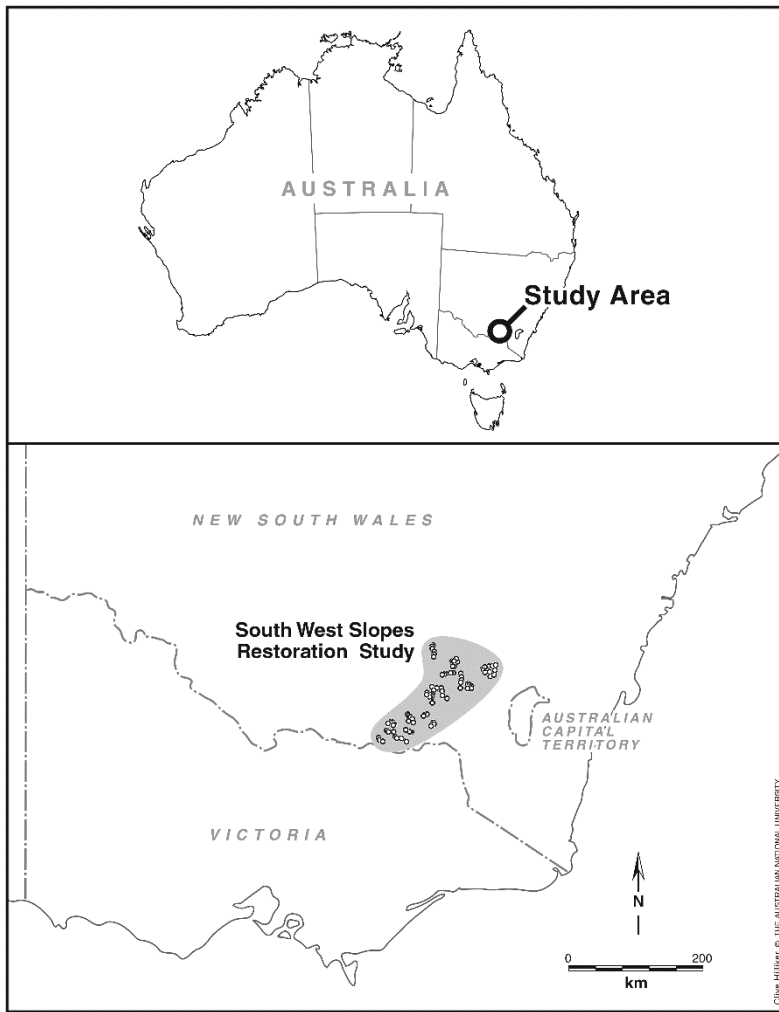 AUSTRALIA
Study Area
NEW SOUTH WALES
South West Slopes
Restoration Study
AUSTRALIAN
CAPITAL
TERRITORY
VICTORIA
N
0 200
km
Clive Hilliker © THE AUSTRALIAN NATIONAL UNIVERSITY